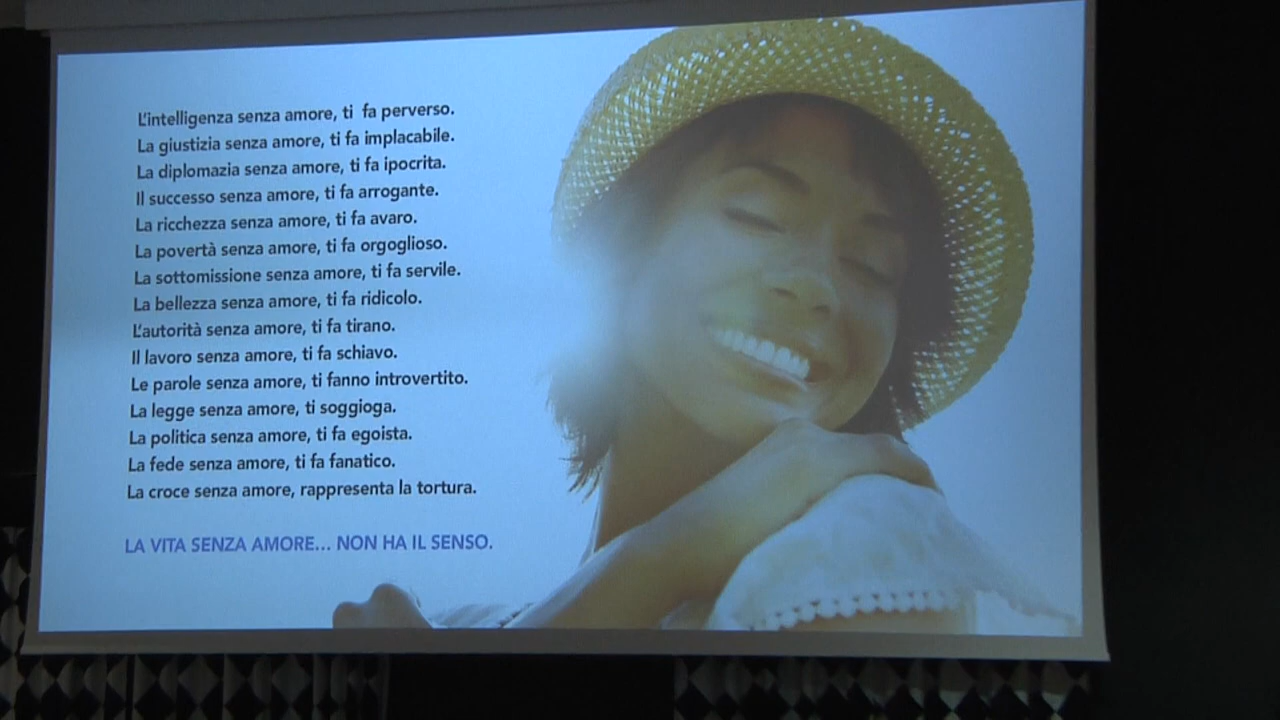 L'intelligenza senza amore, ti fa perverso.
La giustizia senza amore, ti fa implacabile.
La diplomazia senza amore, ti fa ipocrita.
Il successo senza amore, ti fa arrogante.
La ricchezza senza amore, ti fa avaro.
La povertà senza amore, ti fa orgoglioso.
La sottomissione senza amore, ti fa servile.
La bellezza senza amore, ti fa ridicolo.
L'autorità senza amore, ti fa tirano.
Il lavoro senza amore, ti fa schiavo.
Le parole senza amore, ti fanno introvertito.
La legge senza amore, ti soggioga.
La politica senza amore, ti fa egoista.
La fede senza amore, ti fa fanatico.
La croce senza amore, rappresenta la tortura.
LA VITA SENZA AMORE... NON HA IL SENSO.